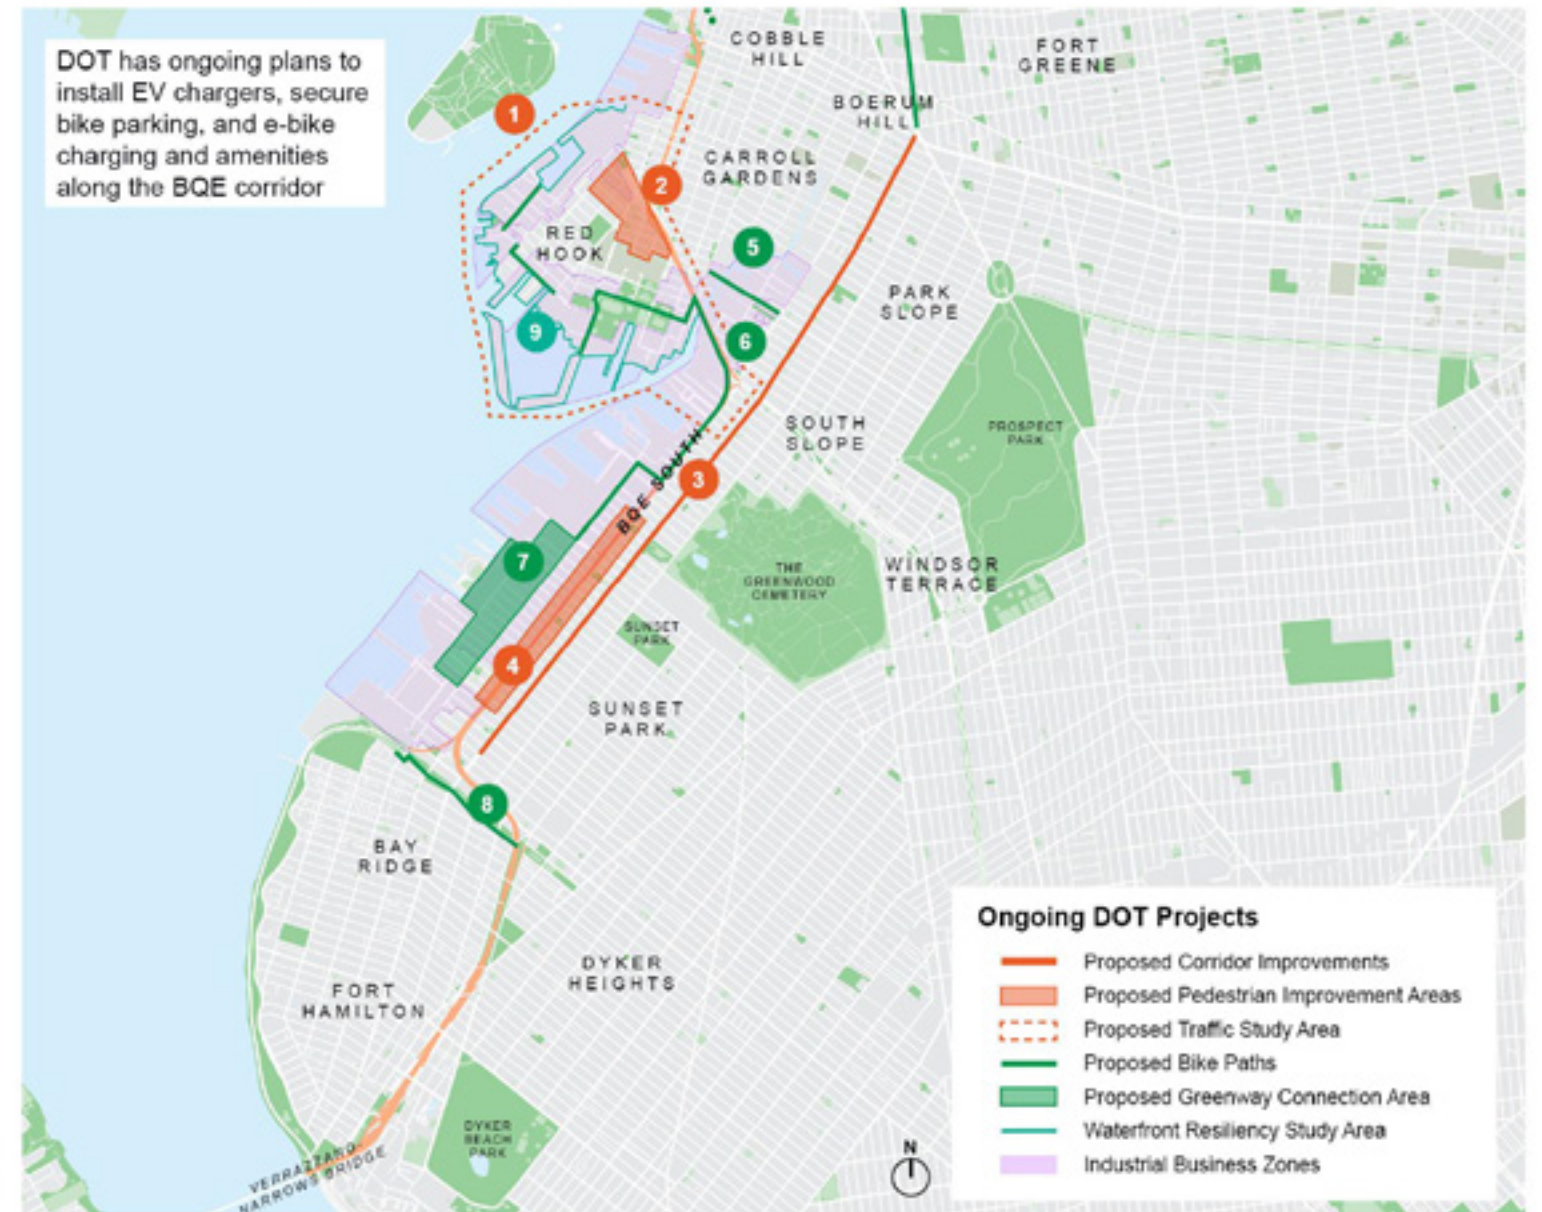 DOT has ongoing plans to
install EV chargers, secure
bike parking, and e-bike
charging and amenities
along the BQE corridor
COBBLE
HILL
FORT
GREENE
BOERUM
HILL
1
CARROLL
GARDENS
2
RED
HOOK
5
PARK
SLOPE
9
6
SOUTH
SLOPE
PROSPECT
PARK
BQE SOUTH
3
7
THE
GREENWOOD
CEMETERY
WINDSOR
TERRACE
SUNSET
PARK
4
SUNSET
PARK
8
BAY
RIDGE
DYKER
HEIGHTS
FORT
HAMILTON
DYKER
BEACH
PARK
VERRAZZANO-
NARROWS BRIDGE
N
Ongoing DOT Projects
Proposed Corridor Improvements
Proposed Pedestrian Improvement Areas
Proposed Traffic Study Area
Proposed Bike Paths
Proposed Greenway Connection Area
Waterfront Resiliency Study Area
Industrial Business Zones